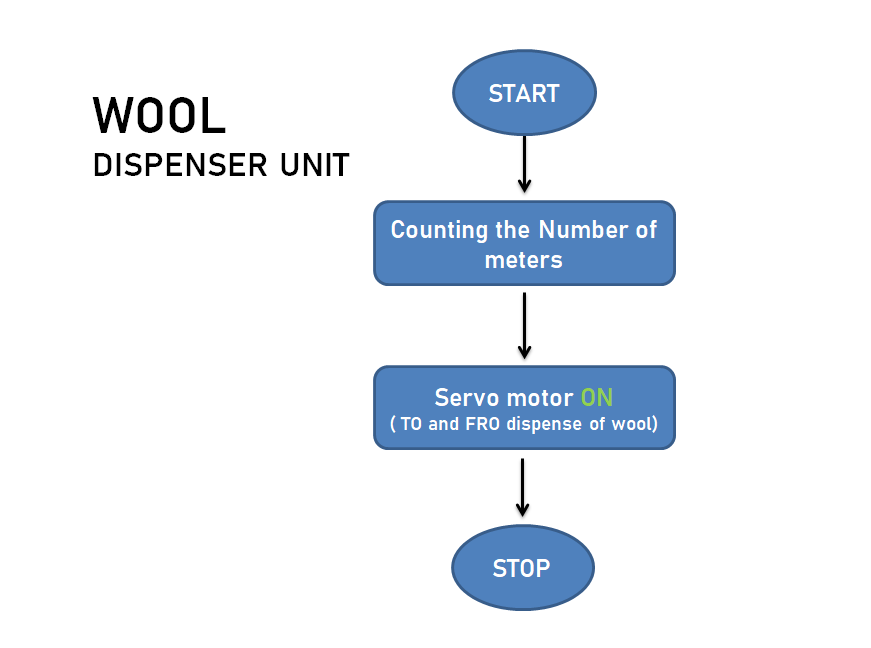 WOOL
DISPENSER UNIT
START
Counting the Number of
meters
Servo motor ON
( TO and FRO dispense of wool)
STOP